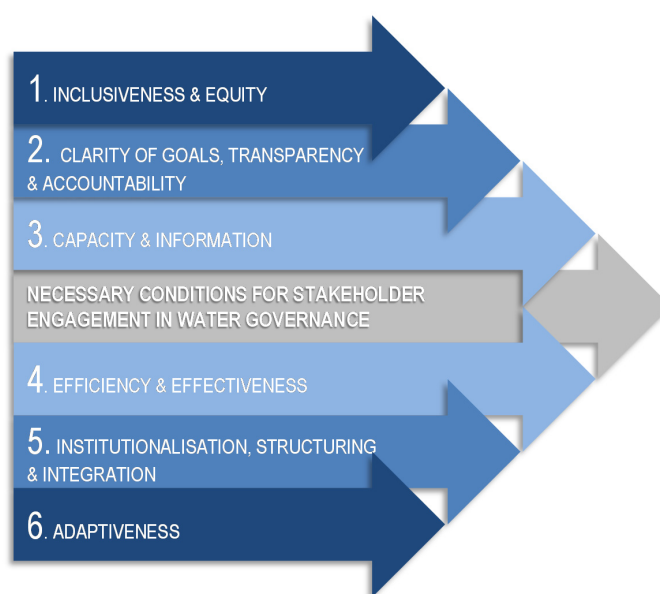 1. INCLUSIVENESS & EQUITY
2. CLARITY OF GOALS, TRANSPARENCY
& ACCOUNTABILITY
3. CAPACITY & INFORMATION
NECESSARY CONDITIONS FOR STAKEHOLDER
ENGAGEMENT IN WATER GOVERNANCE
4. EFFICIENCY & EFFECTIVENESS
5. INSTITUTIONALISATION, STRUCTURING
& INTEGRATION
6. ADAPTIVENESS